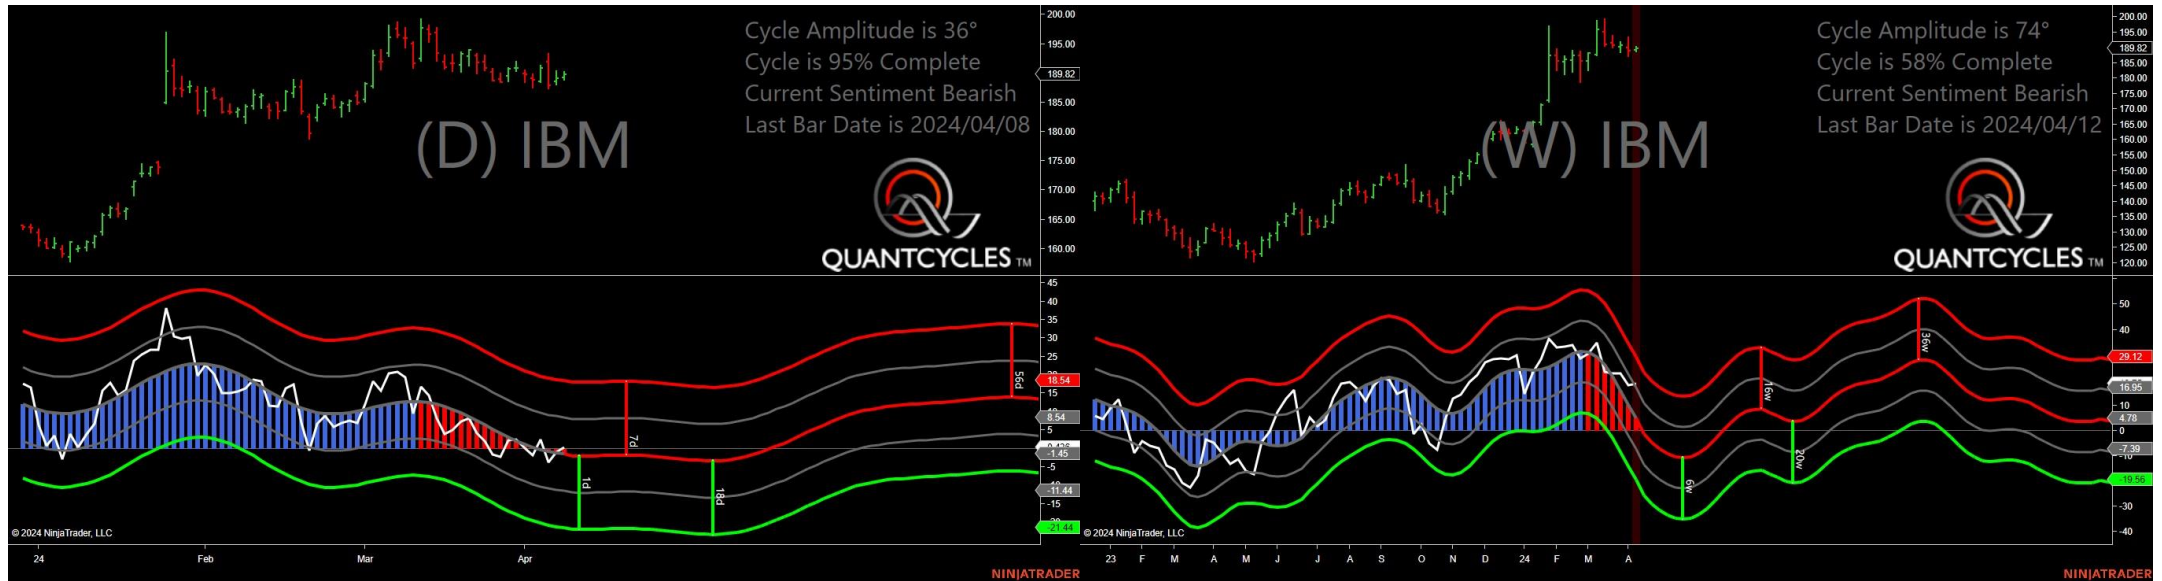 Cycle Amplitude is 36°
Cycle is 95% Complete
Current Sentiment Bearish
Last Bar Date is 2024/04/08
(D) IBM
QUANTCYCLES TM
200.00
195.00
189.82
185.00
180.00
175.00
170.00
165.00
160.00
45
40
35
30
25
18.54
15
8.54
5
-1.45
-5
-11.44
-15
-21.44
7d
1d
18d
56d
© 2024 NinjaTrader, LLC
24 Feb Mar Apr
NINJATRADER
Cycle Amplitude is 74°
Cycle is 58% Complete
Current Sentiment Bearish
Last Bar Date is 2024/04/12
(W) IBM
QUANTCYCLES TM
200.00
195.00
189.82
185.00
180.00
175.00
170.00
165.00
160.00
155.00
150.00
145.00
140.00
135.00
130.00
125.00
120.00
50
40
29.12
16.95
10
4.78
0
-7.39
-19.56
-30
-40
6w
16w
20w
36w
© 2024 NinjaTrader, LLC
23 F M A M J J A S O N D 24 F M A
NINJATRADER